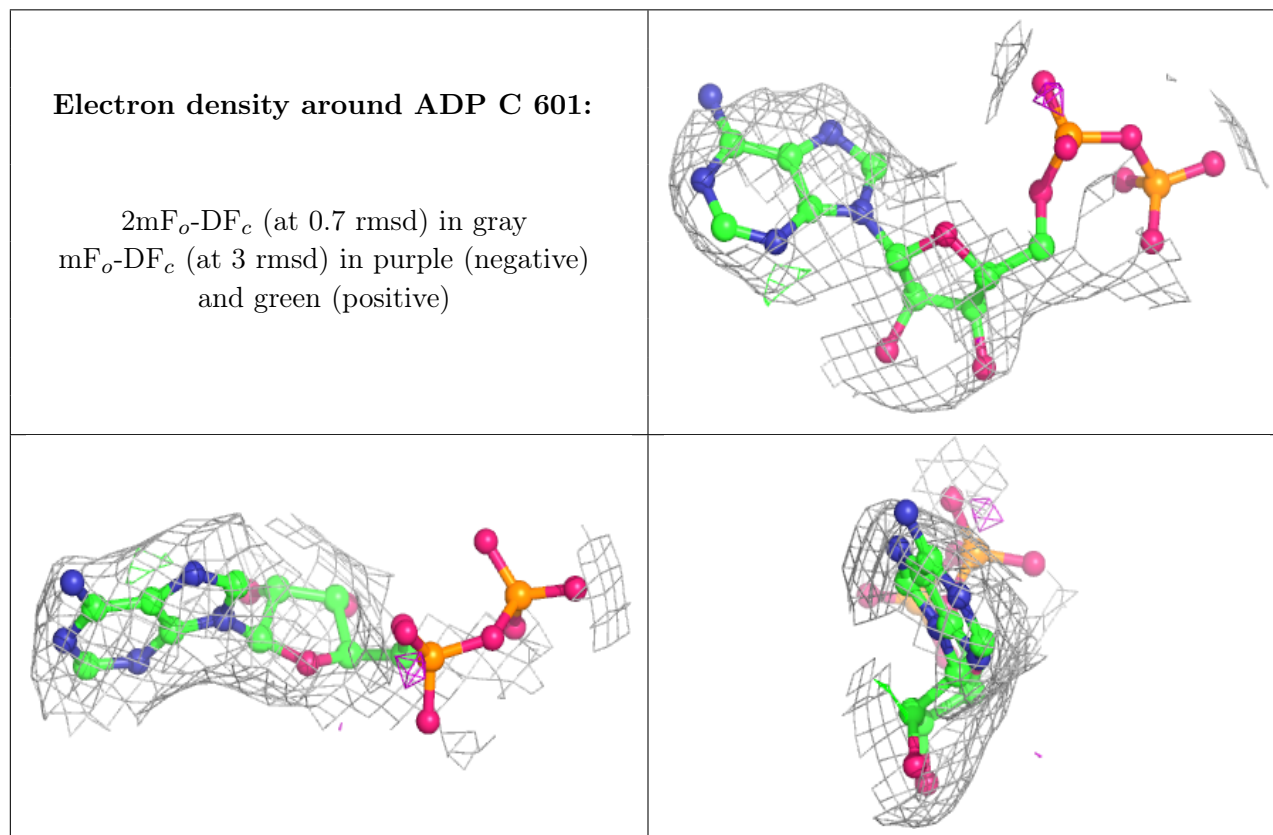 Electron density around ADP C 601:
2mFₒ-DF𝒸 (at 0.7 rmsd) in gray
mFₒ-DF𝒸 (at 3 rmsd) in purple (negative)
and green (positive)